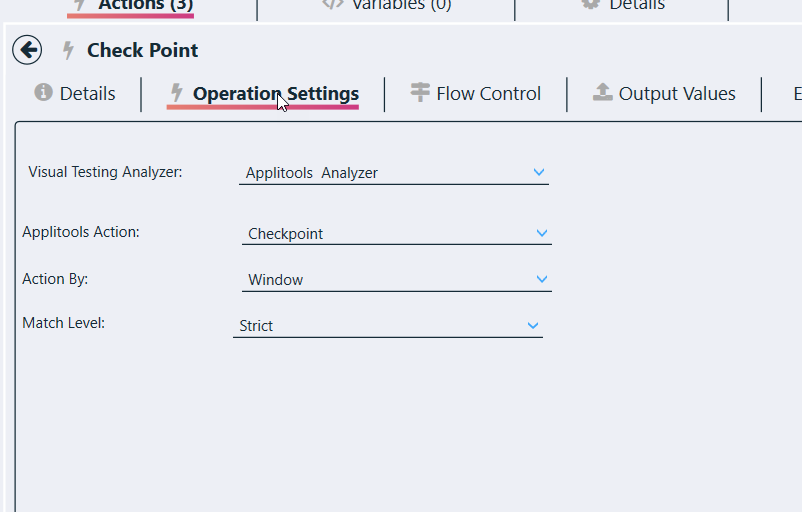 Actions (3) Variables (0) Details
Check Point
Details Operation Settings Flow Control Output Values E
Visual Testing Analyzer: Applitools Analyzer
Applitools Action: Checkpoint
Action By: Window
Match Level: Strict